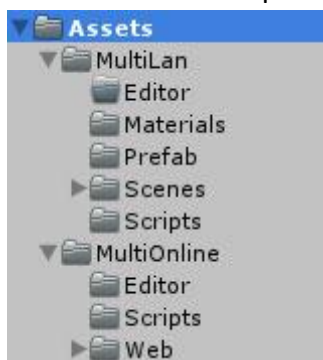 Assets
MultiLan
Editor
Materials
Prefab
Scenes
Scripts
MultiOnline
Editor
Scripts
Web